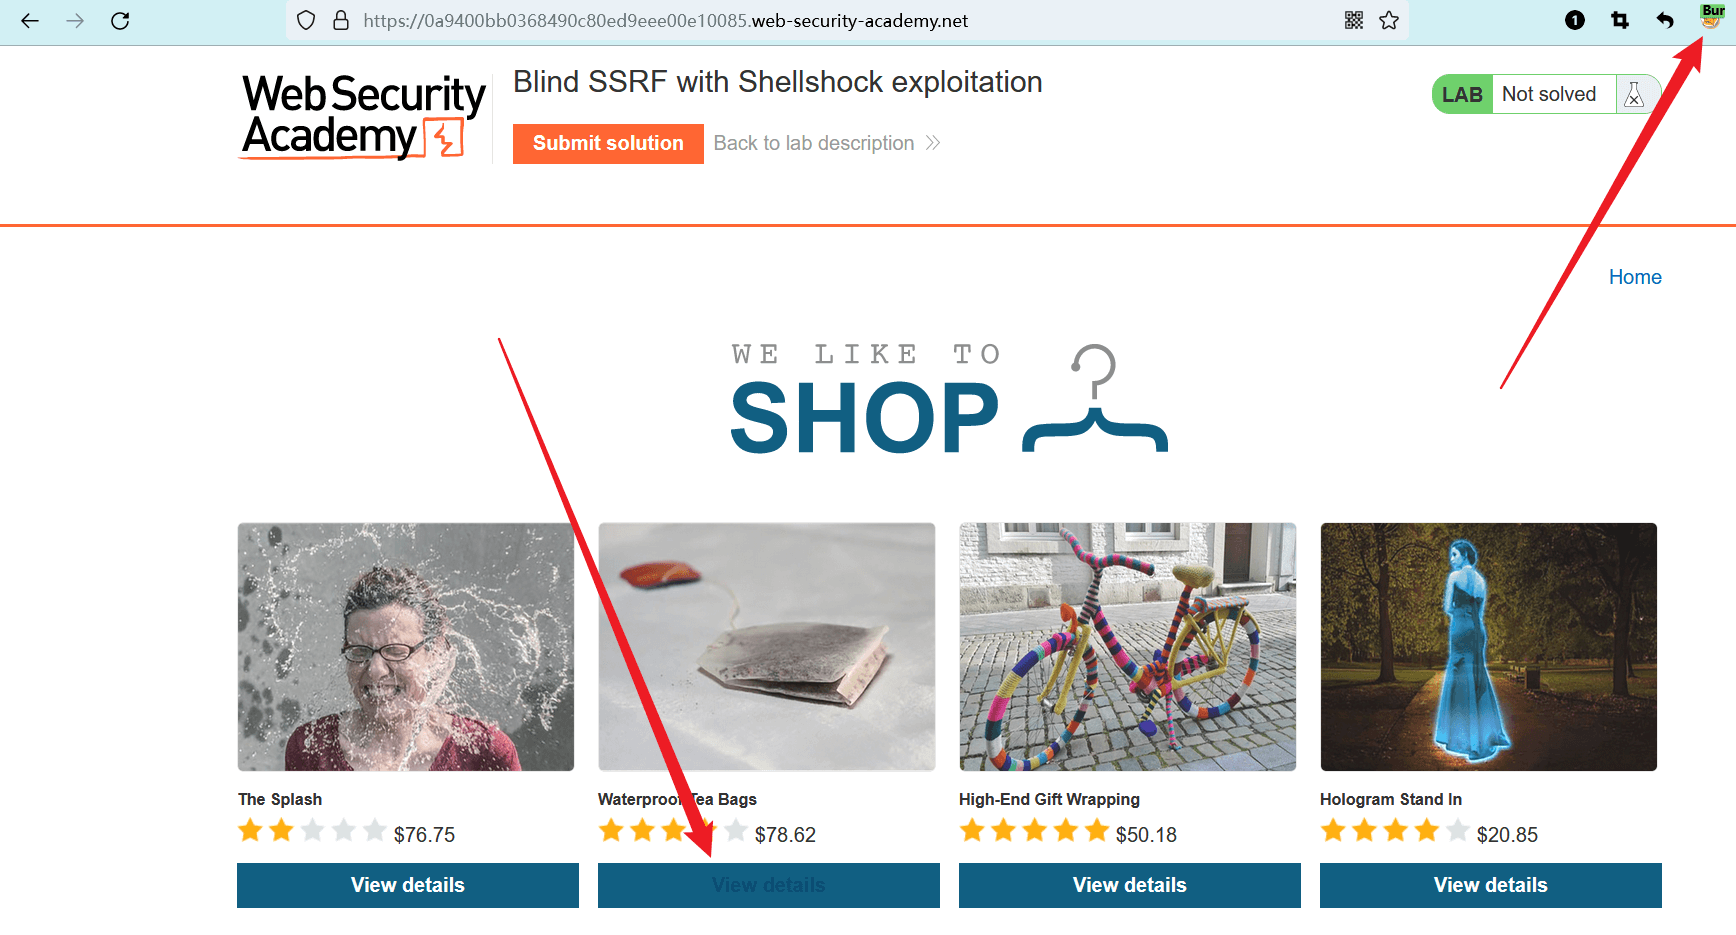 https://0a9400bb0368490c80ed9eee00e10085.web-security-academy.net
1
Bur
Web Security
Academy
Blind SSRF with Shellshock exploitation
Submit solution
Back to lab description
LAB
Not solved
Home
WE LIKE TO
SHOP
The Splash
Waterproof Tea Bags
High-End Gift Wrapping
Hologram Stand In
$76.75
$78.62
$50.18
$20.85
View details
View details
View details
View details